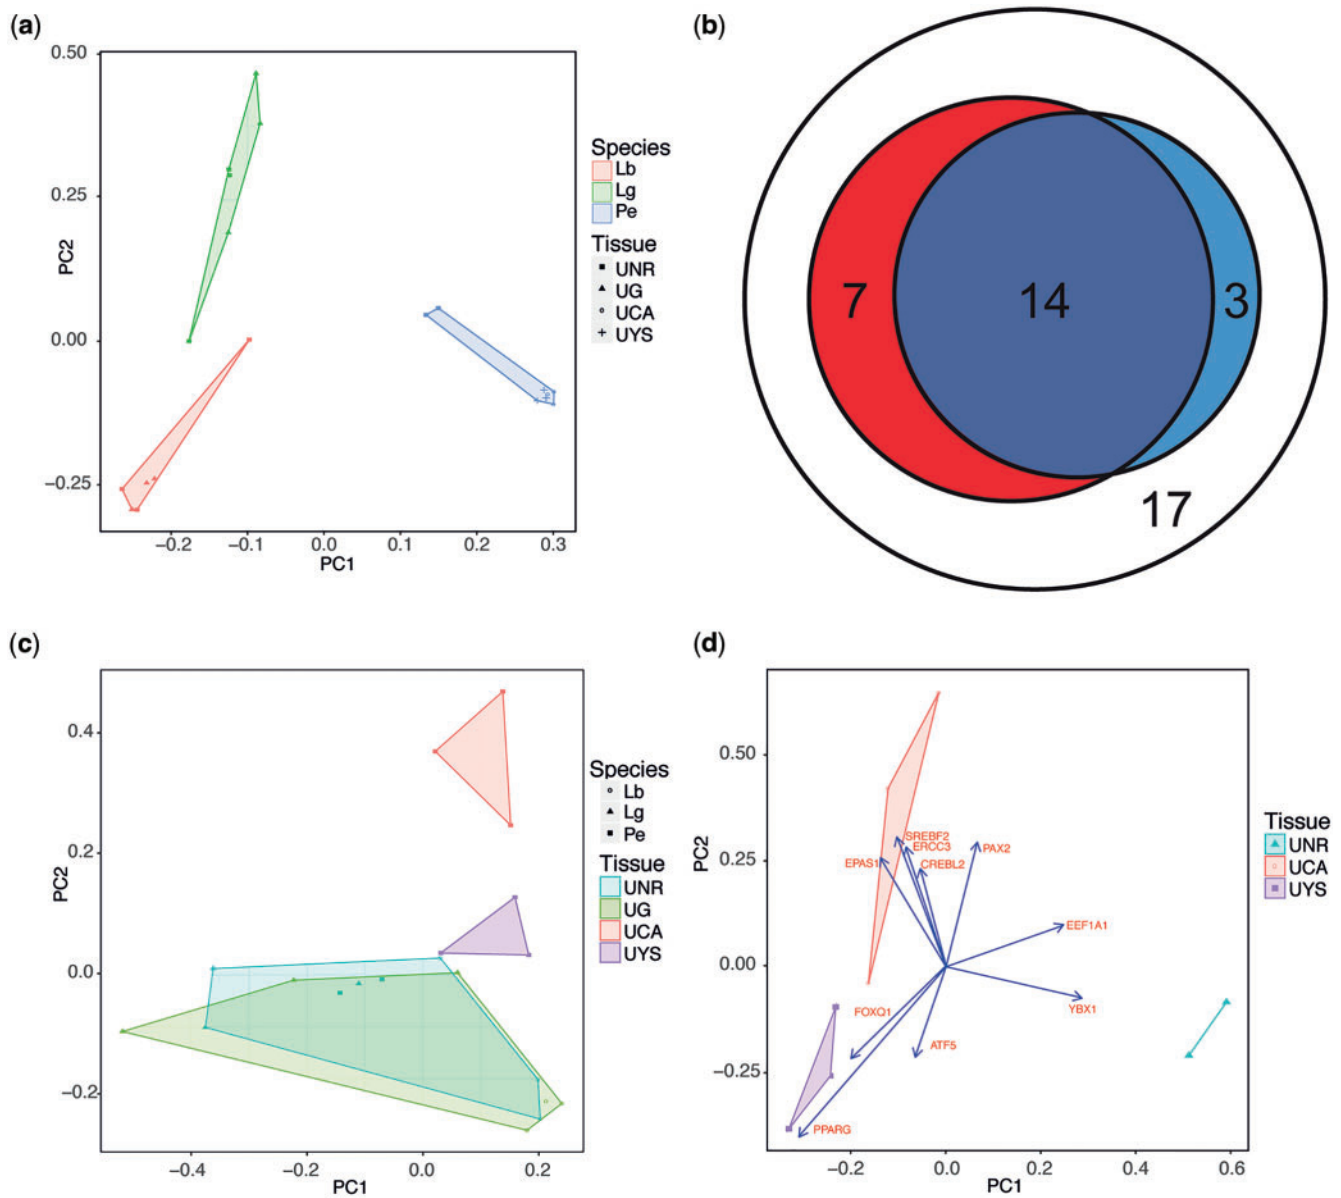 (a)
0.50
0.25
0.00
−0.25
PC2
−0.2 −0.1 0.0 0.1 0.2 0.3
PC1
Species
Lb
Lg
Pe
Tissue
UNR
UG
UCA
UYS
(b)
7 14 3
17
(c)
0.4
0.2
0.0
−0.2
PC2
−0.4 −0.2 0.0 0.2
PC1
Species
Lb
Lg
Pe
Tissue
UNR
UG
UCA
UYS
(d)
0.50
0.25
0.00
−0.25
PC2
SREBF2
ERCC3
PAX2
EPAS1
CREBL2
EEF1A1
FOXQ1
YBX1
ATF5
PPARG
−0.2 0.0 0.2 0.4 0.6
PC1
Tissue
UNR
UCA
UYS